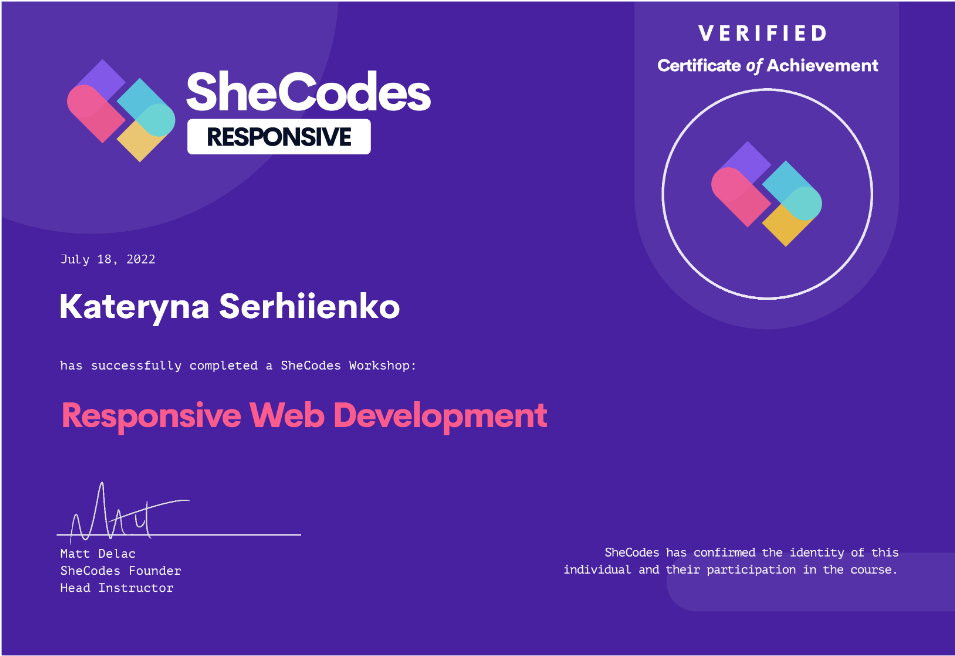 SheCodes
RESPONSIVE
VERIFIED
Certificate of Achievement
July 18, 2022
Kateryna Serhiienko
has successfully completed a SheCodes Workshop:
Responsive Web Development
Matt
Matt Delac
SheCodes Founder
Head Instructor
SheCodes has confirmed the identity of this
individual and their participation in the course.